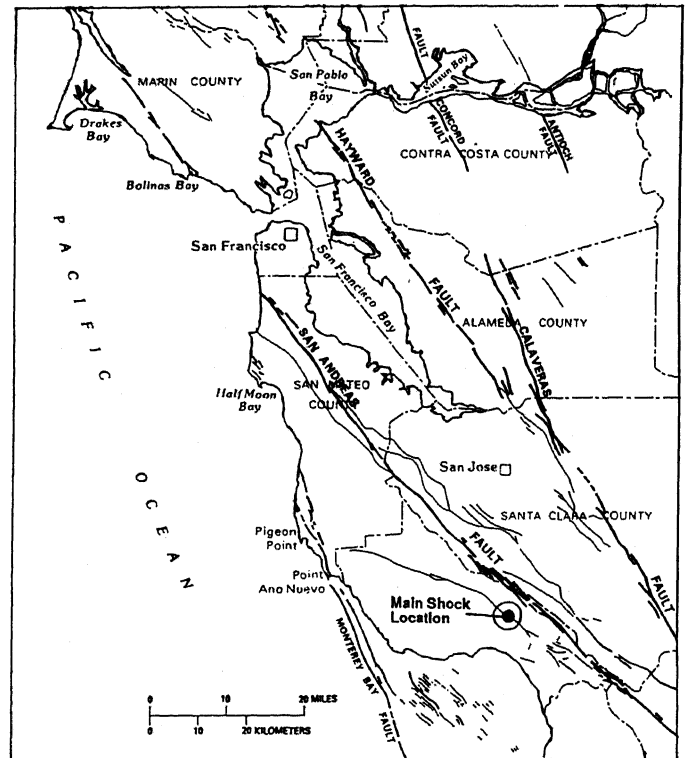 MARIN COUNTY
San Pablo
Bay
Suisun Bay
FAULT
CONCORD
FAULT
ANTIOCH
FAULT
CONTRA COSTA COUNTY
Drakes
Bay
Bolinas Bay
HAYWARD
FAULT
San Francisco
San Francisco Bay
PACIFIC
OCEAN
ALAMEDA COUNTY
CALAVERAS
FAULT
SAN ANDREAS
FAULT
SAN MATEO
COUNTY
Half Moon
Bay
San Jose
SANTA CLARA COUNTY
Pigeon
Point
Point
Ano Nuevo
Main Shock
Location
MONTEREY BAY
FAULT
0 10 20 MILES
0 10 20 KILOMETERS